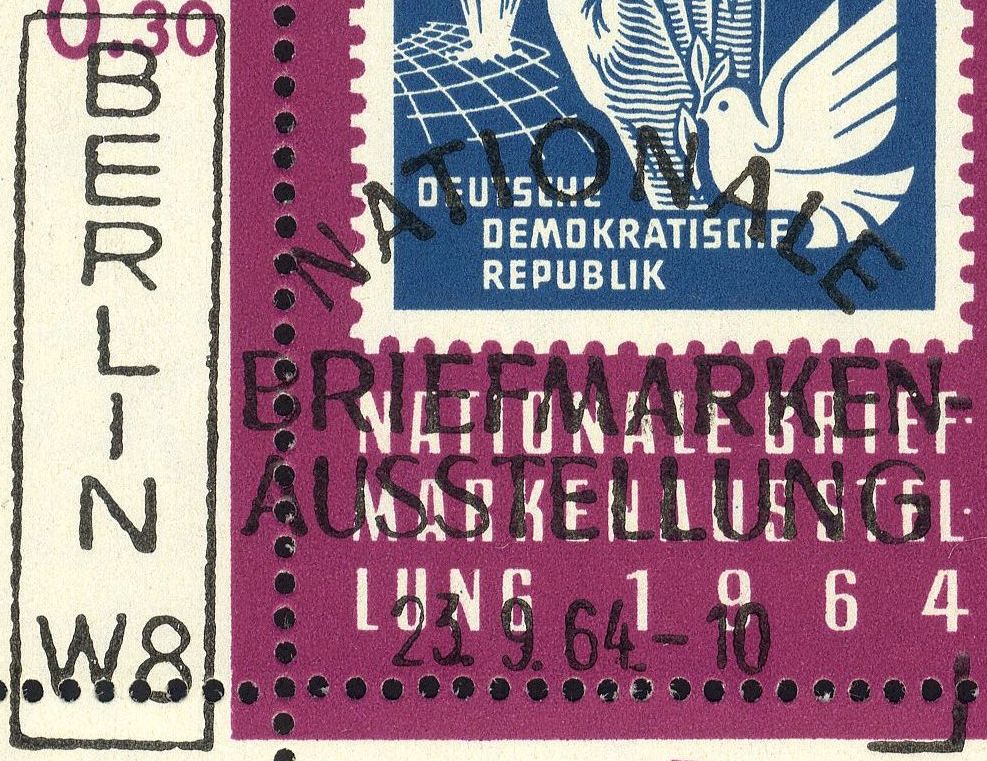 0.30
BERLIN
W8
DEUTSCHE
DEMOKRATISCHE
REPUBLIK
NATIONALE
BRIEFMARKEN-
AUSSTELLUNG
NATIONALE BRIEF-
MARKENAUSSTEL-
LUNG 1964
23.9.64-10